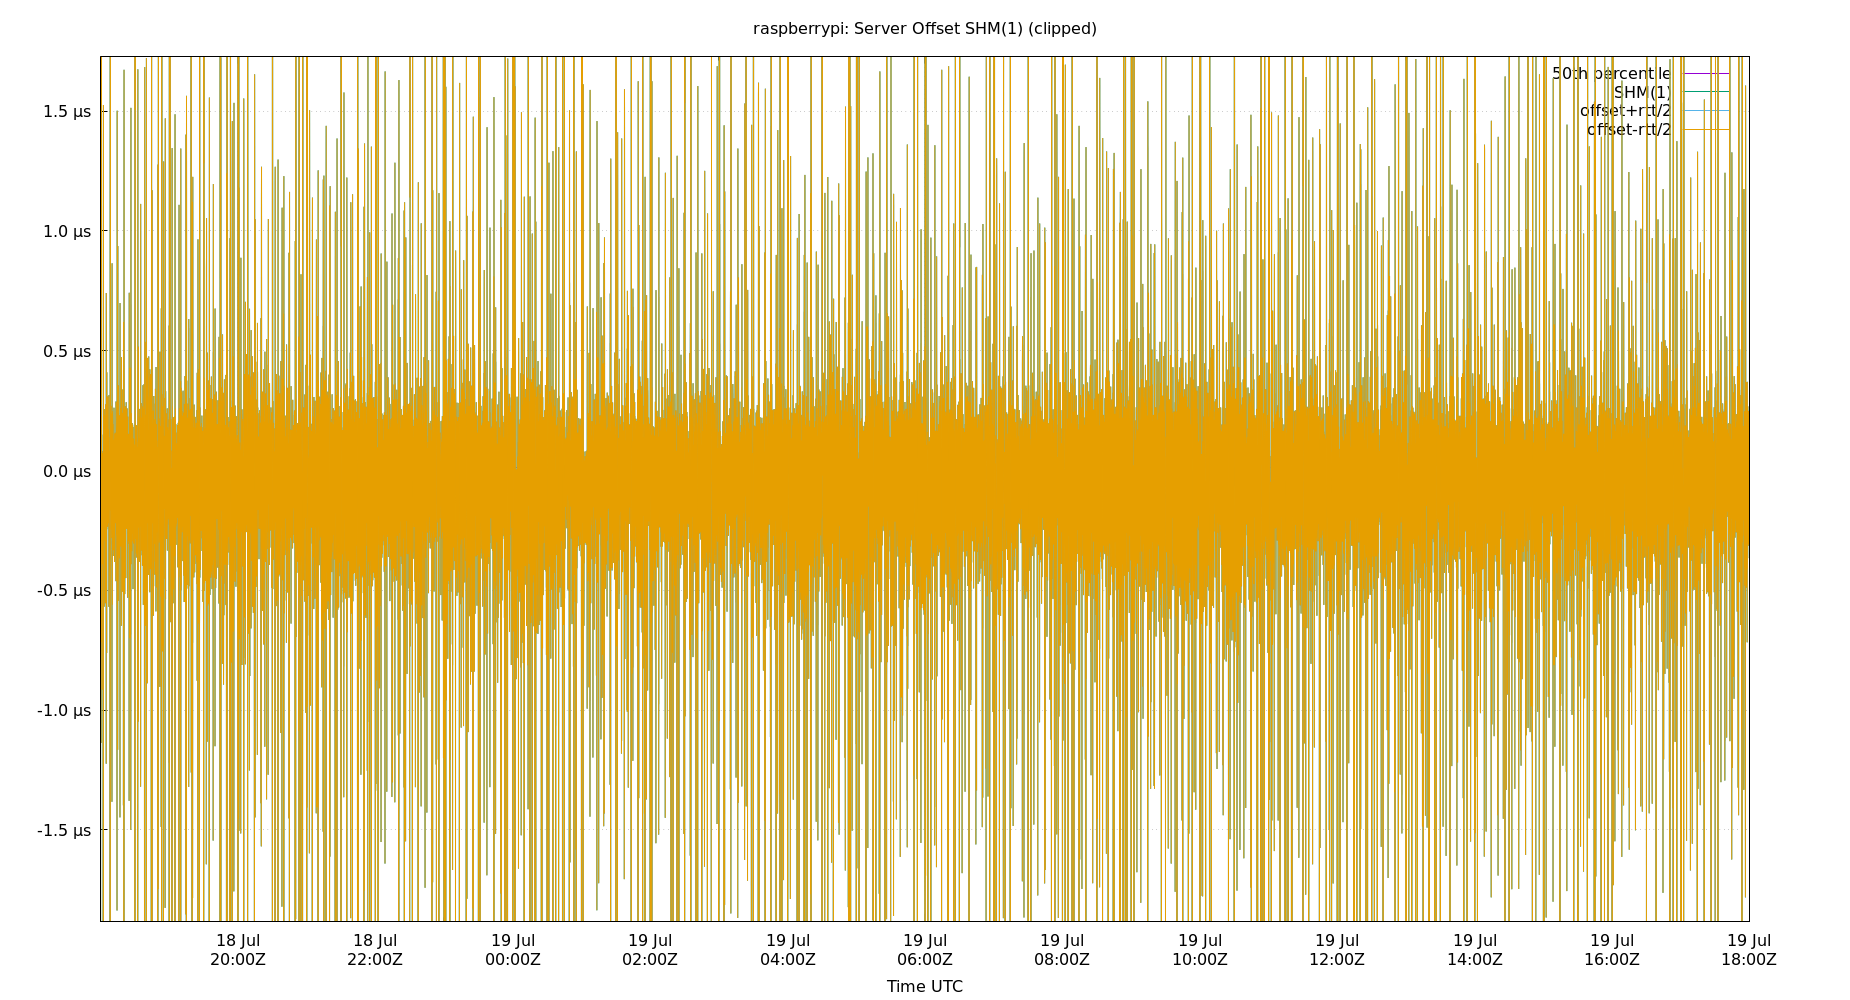 raspberrypi: Server Offset SHM(1) (clipped)
50th percentile
SHM(1)
offset+rtt/2
offset-rtt/2
1.5 µs
1.0 µs
0.5 µs
0.0 µs
-0.5 µs
-1.0 µs
-1.5 µs
18 Jul 18 Jul 19 Jul 19 Jul 19 Jul 19 Jul 19 Jul 19 Jul 19 Jul 19 Jul 19 Jul 19 Jul
20:00Z 22:00Z 00:00Z 02:00Z 04:00Z 06:00Z 08:00Z 10:00Z 12:00Z 14:00Z 16:00Z 18:00Z
Time UTC